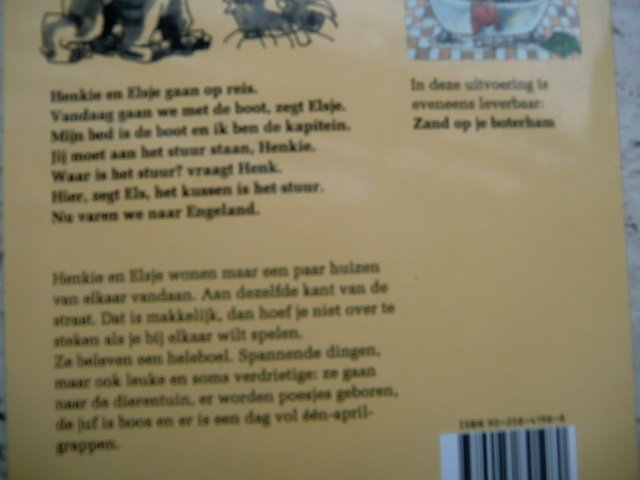 Henkie en Elsje gaan op reis.
Vandaag gaan we met de boot, zegt Elsje.
Mijn bed is de boot en ik ben de kapitein.
Jij moet aan het stuur staan, Henkie.
Waar is het stuur? vraagt Henk.
Hier, zegt Els, het kussen is het stuur.
Nu varen we naar Engeland.
Henkie en Elsje wonen maar een paar huizen
van elkaar vandaan. Aan dezelfde kant van de
straat. Dat is makkelijk, dan hoef je niet over te
steken als je bij elkaar wilt spelen.
Ze beleven een heleboel. Spannende dingen,
maar ook leuke en soms verdrietige: ze gaan
naar de dierentuin, er worden poesjes geboren,
de juf is boos en er is een dag vol één-april-
grappen.
In deze uitvoering is
eveneens leverbaar:
Zand op je boterham
ISBN